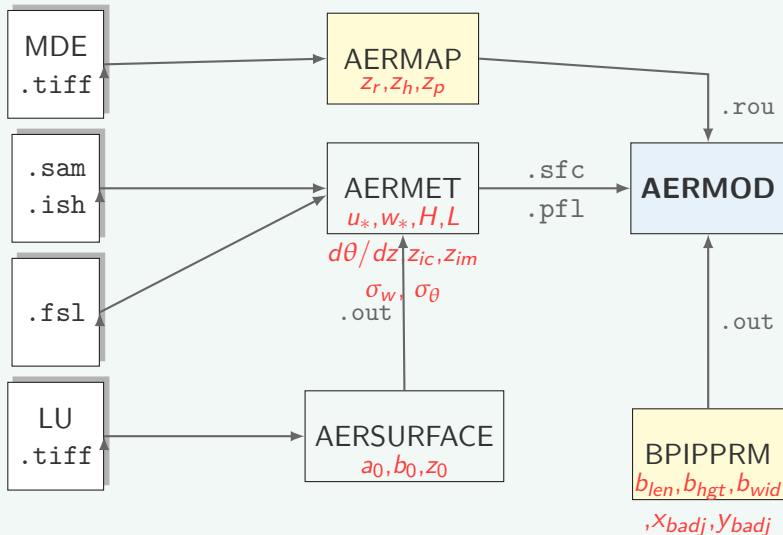 MDE
.tiff
AERMAP
z_r,z_h,z_p
.rou
.sam
.ish
AERMET
u_*,w_*,H,L
dθ/dz,z_ic,z_im
σ_w, σ_θ
.sfc
.pfl
AERMOD
.fsl
.out
.out
LU
.tiff
AERSURFACE
a_0,b_0,z_0
BPIPPRM
b_len,b_hgt,b_wid
,x_badj,y_badj